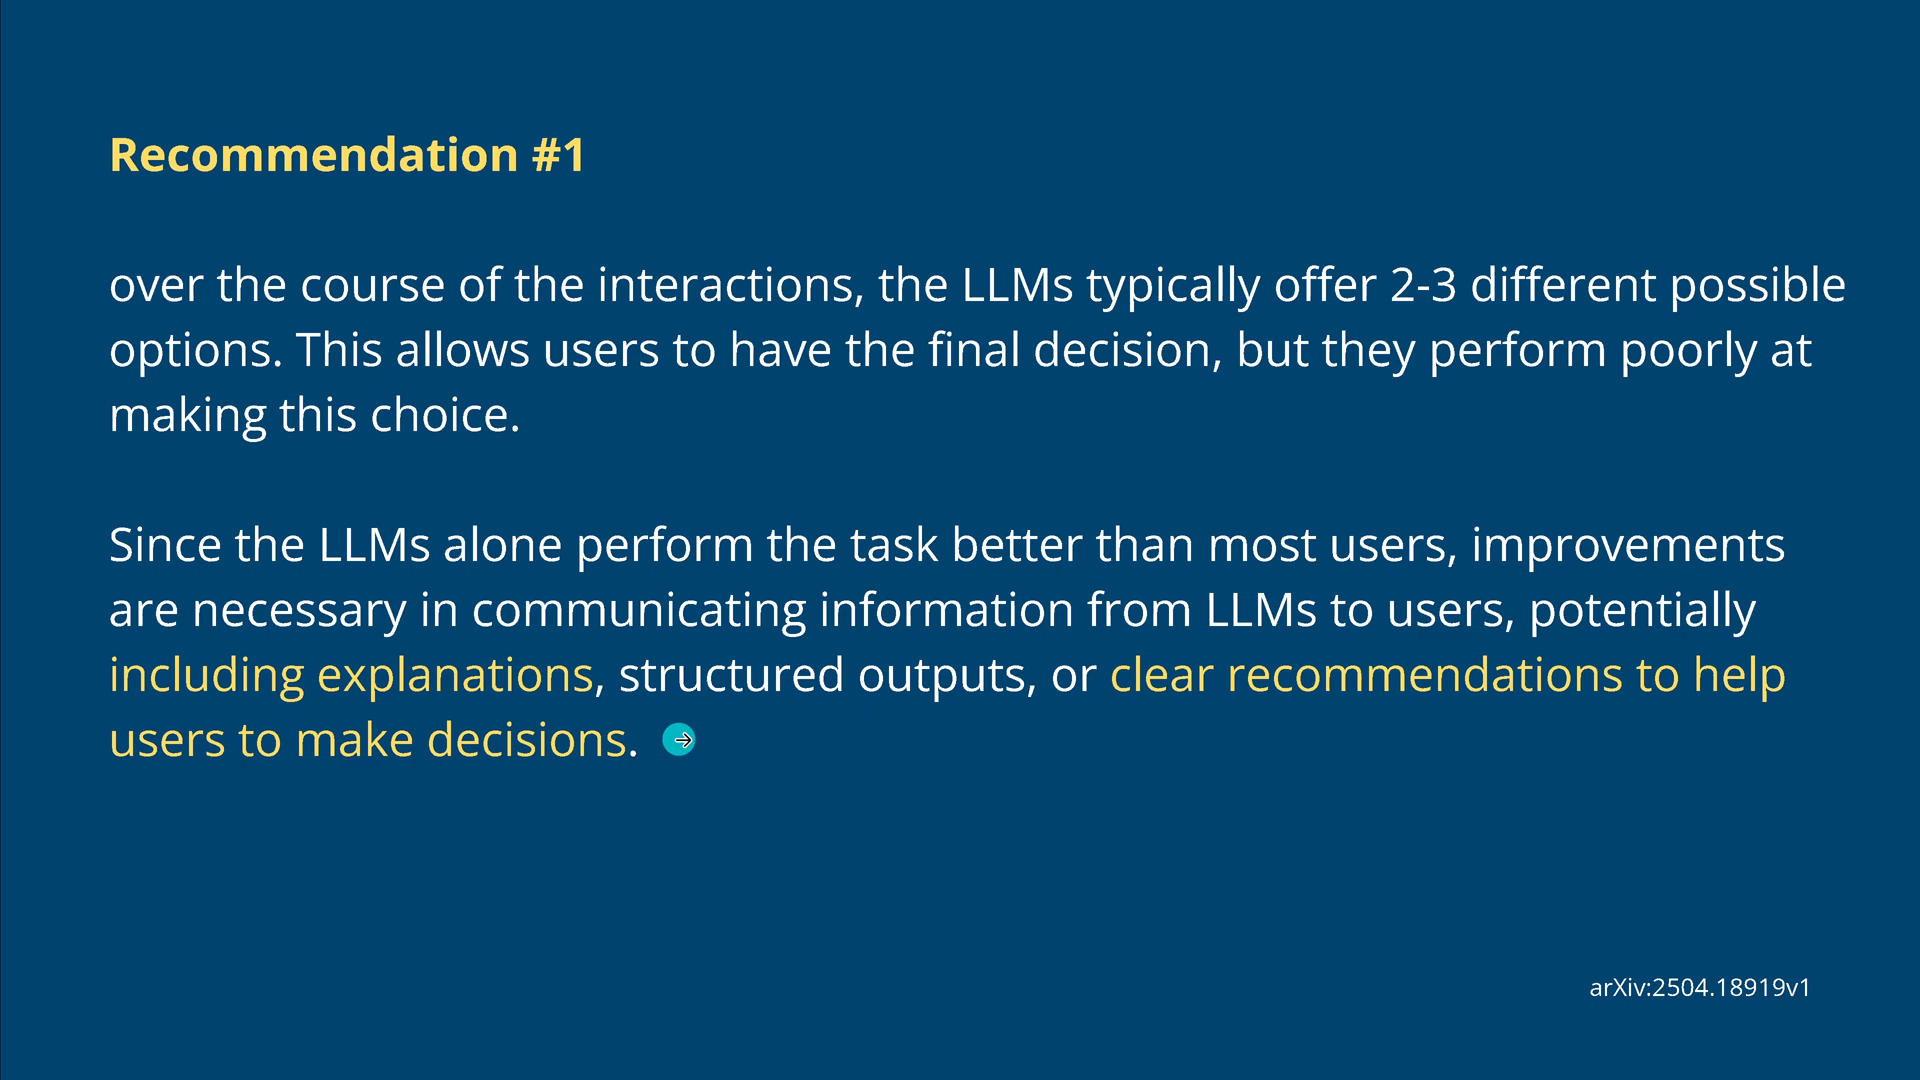 Recommendation #1
over the course of the interactions, the LLMs typically offer 2-3 different possible
options. This allows users to have the final decision, but they perform poorly at
making this choice.
Since the LLMs alone perform the task better than most users, improvements
are necessary in communicating information from LLMs to users, potentially
including explanations, structured outputs, or clear recommendations to help
users to make decisions.
arXiv:2504.18919v1